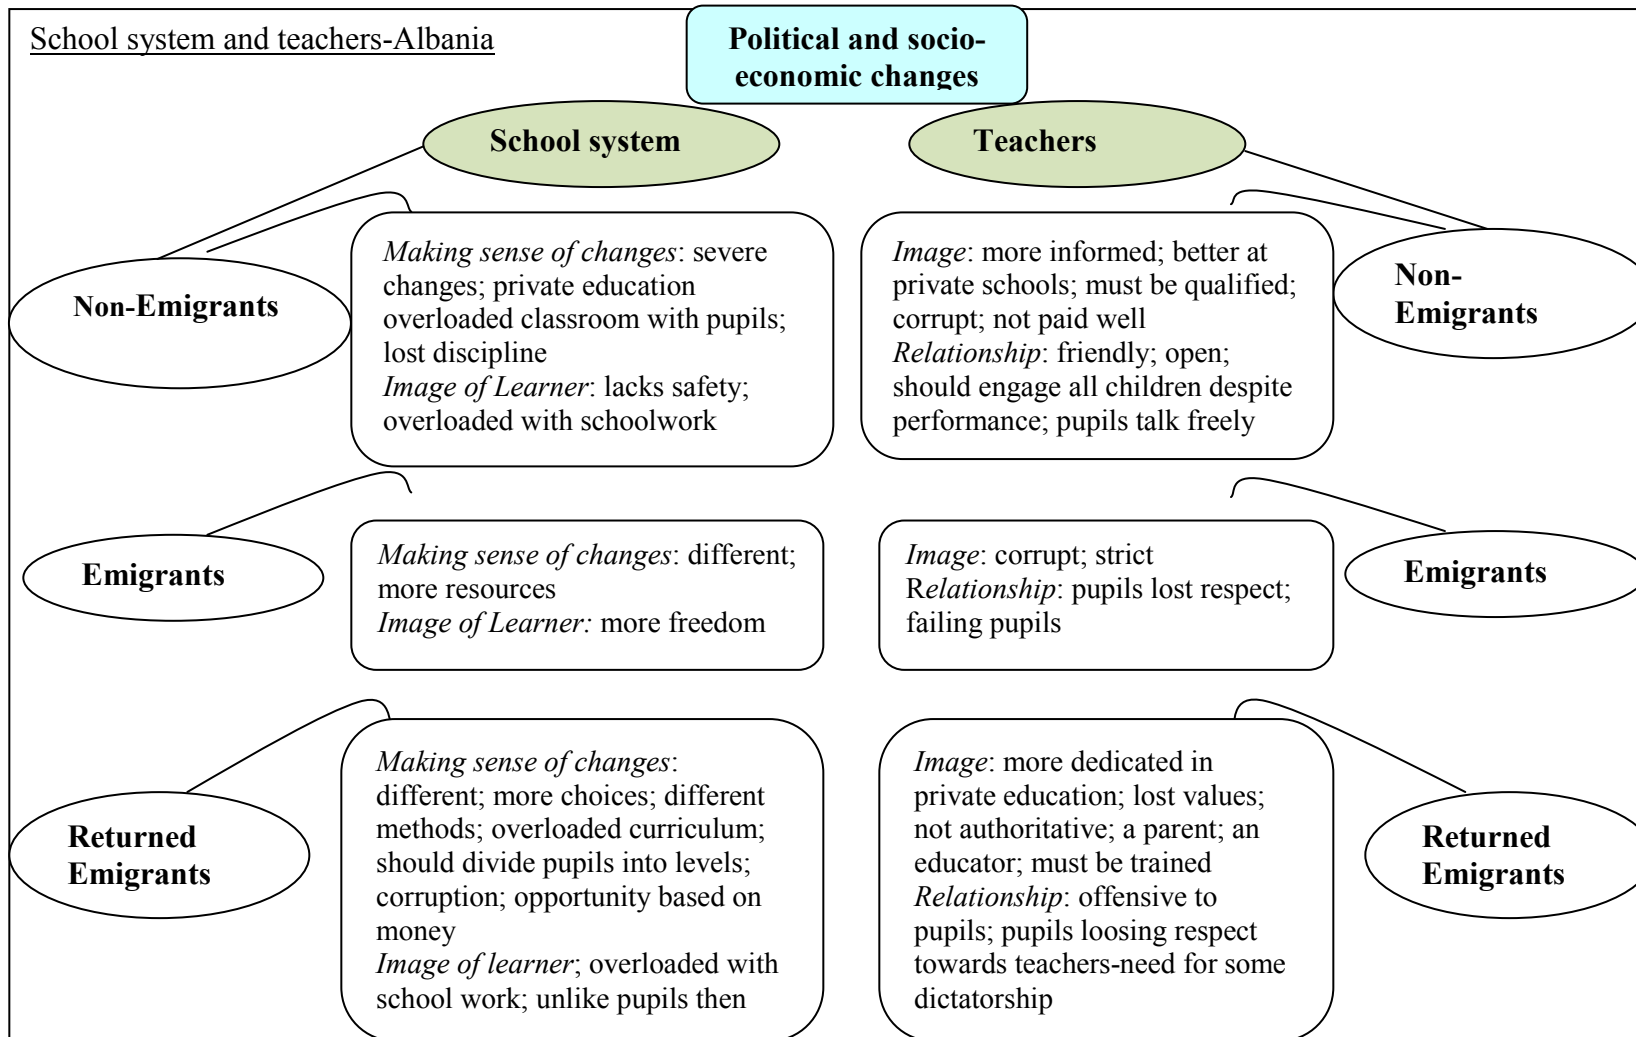 School system and teachers-Albania
Political and socio-
economic changes
School system
Teachers
Non-Emigrants
Making sense of changes: severe
changes; private education
overloaded classroom with pupils;
lost discipline
Image of Learner: lacks safety;
overloaded with schoolwork
Image: more informed; better at
private schools; must be qualified;
corrupt; not paid well
Relationship: friendly; open;
should engage all children despite
performance; pupils talk freely
Non-
Emigrants
Emigrants
Making sense of changes: different;
more resources
Image of Learner: more freedom
Image: corrupt; strict
Relationship: pupils lost respect;
failing pupils
Emigrants
Returned
Emigrants
Making sense of changes:
different; more choices; different
methods; overloaded curriculum;
should divide pupils into levels;
corruption; opportunity based on
money
Image of learner; overloaded with
school work; unlike pupils then
Image: more dedicated in
private education; lost values;
not authoritative; a parent; an
educator; must be trained
Relationship: offensive to
pupils; pupils loosing respect
towards teachers-need for some
dictatorship
Returned
Emigrants